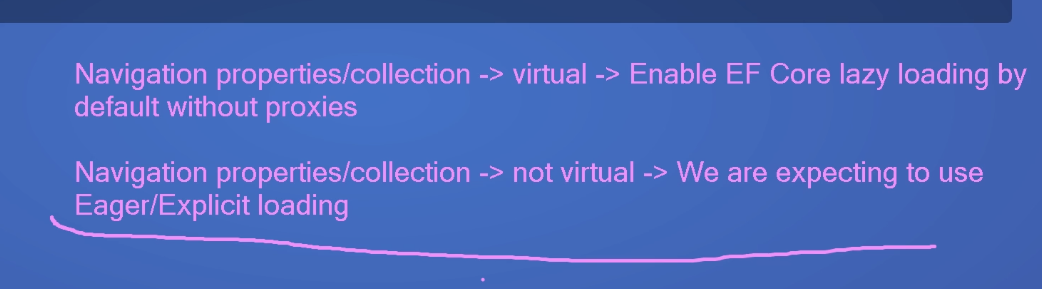 Navigation properties/collection -> virtual -> Enable EF Core lazy loading by
default without proxies
Navigation properties/collection -> not virtual -> We are expecting to use
Eager/Explicit loading